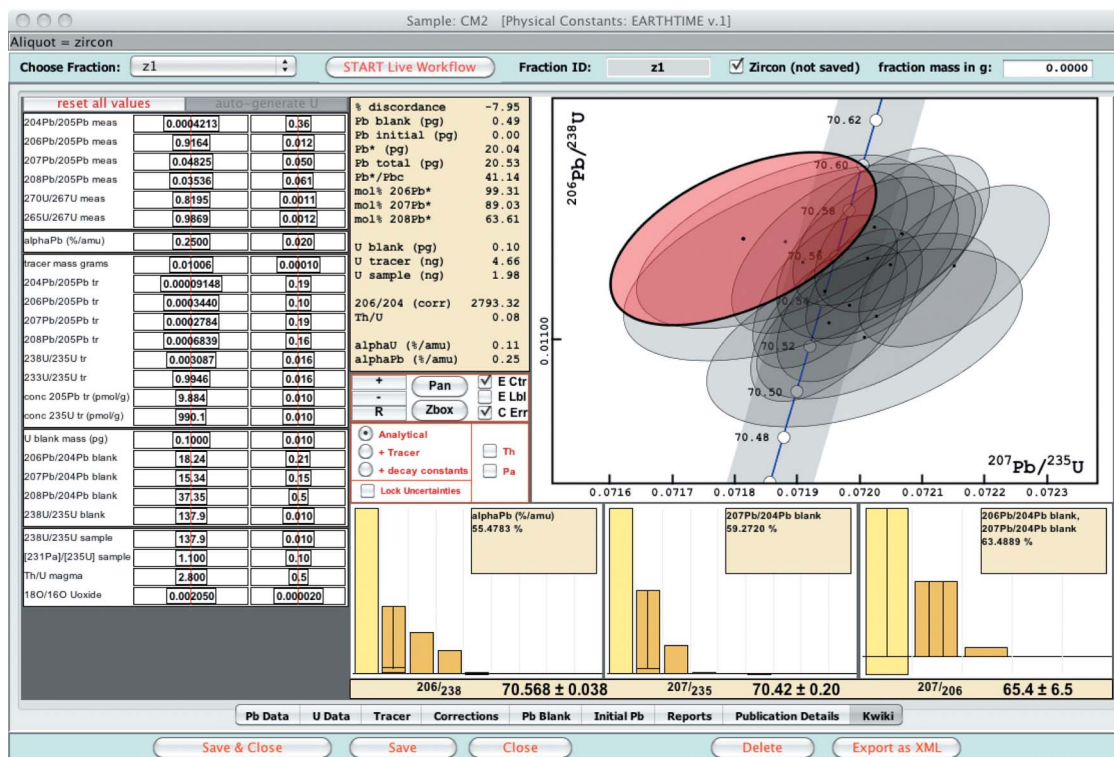 Sample: CM2   [Physical Constants: EARTHTIME v.1]
Aliquot = zircon
Choose Fraction: z1 START Live Workflow Fraction ID: z1 Zircon (not saved) fraction mass in g: 0.0000
reset all values auto-generate U
204Pb/205Pb meas 0.0004213 0.36
206Pb/205Pb meas 0.9164 0.012
207Pb/205Pb meas 0.04825 0.050
208Pb/205Pb meas 0.03536 0.061
270U/267U meas 0.8195 0.0011
265U/267U meas 0.9869 0.0012
alphaPb (%/amu) 0.2500 0.020
tracer mass grams 0.01006 0.00010
204Pb/205Pb tr 0.00009148 0.19
206Pb/205Pb tr 0.0003440 0.10
207Pb/205Pb tr 0.0002784 0.19
208Pb/205Pb tr 0.0006839 0.16
238U/235U tr 0.003087 0.016
233U/235U tr 0.9946 0.016
conc 205Pb tr (pmol/g) 9.884 0.010
conc 235U tr (pmol/g) 990.1 0.010
U blank mass (pg) 0.1000 0.010
206Pb/204Pb blank 18.24 0.21
207Pb/204Pb blank 15.34 0.15
208Pb/204Pb blank 37.35 0.5
238U/235U blank 137.9 0.010
238U/235U sample 137.9 0.010
[231Pa]/[235U] sample 1.100 0.10
Th/U magma 2.800 0.5
18O/16O Uoxide 0.002050 0.000020
% discordance -7.95
Pb blank (pg) 0.49
Pb initial (pg) 0.00
Pb* (pg) 20.04
Pb total (pg) 20.53
Pb*/Pbc 41.14
mol% 206Pb* 99.31
mol% 207Pb* 89.03
mol% 208Pb* 63.61
U blank (pg) 0.10
U tracer (ng) 4.66
U sample (ng) 1.98
206/204 (corr) 2793.32
Th/U 0.08
alphaU (%/amu) 0.11
alphaPb (%/amu) 0.25
+ Pan E Ctr
- E Lbl
R Zbox C Err
Analytical
+ Tracer Th
+ decay constants Pa
Lock Uncertainties
206Pb/238U
0.01100
70.62
70.60
70.58
70.56
70.54
70.52
70.50
70.48
207Pb/235U
0.0716 0.0717 0.0718 0.0719 0.0720 0.0721 0.0722 0.0723
alphaPb (%/amu)
55.4783 %
207Pb/204Pb blank
59.2720 %
206Pb/204Pb blank,
207Pb/204Pb blank
63.4889 %
206/238 70.568 ± 0.038 207/235 70.42 ± 0.20 207/206 65.4 ± 6.5
Pb Data U Data Tracer Corrections Pb Blank Initial Pb Reports Publication Details Kwiki
Save & Close Save Close Delete Export as XML